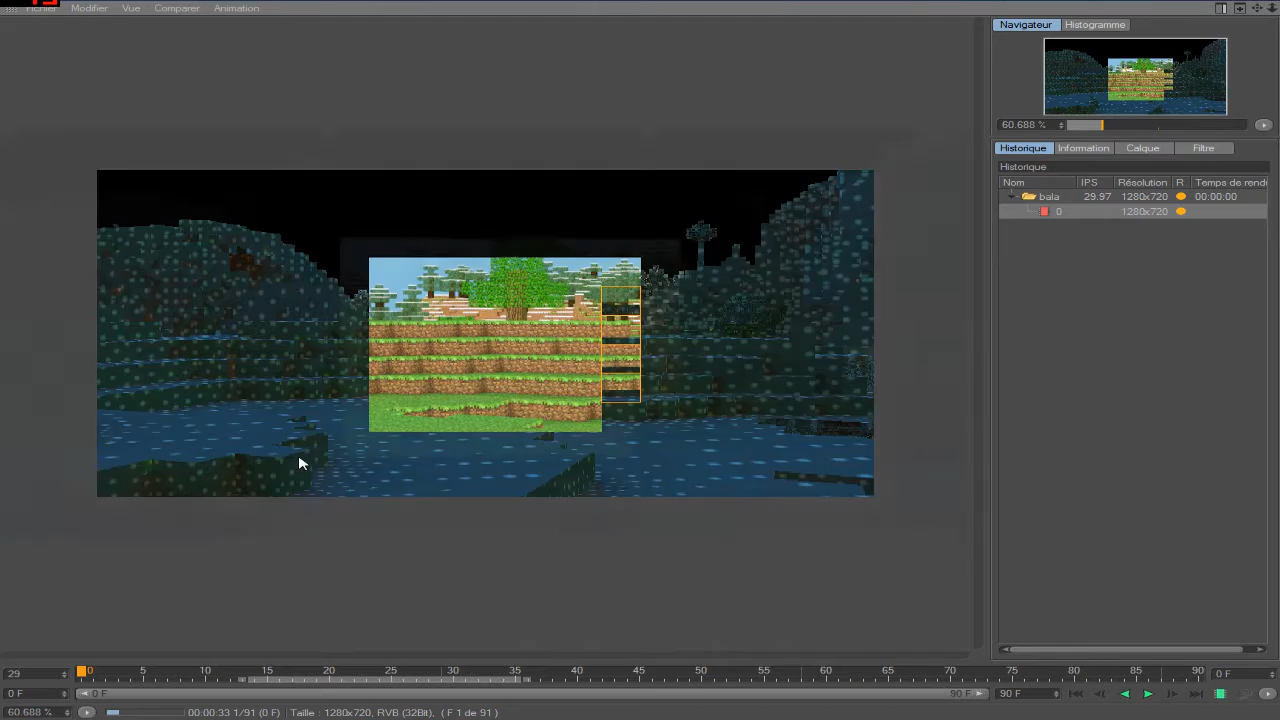 Fichier Modifier Vue Comparer Animation
Navigateur Histogramme
60.688 %
Historique Information Calque Filtre
Historique
Nom IPS Résolution R Temps de rend
bala 29.97 1280x720 00:00:00
0 1280x720
0 5 10 15 20 25 30 35 40 45 50 55 60 65 70 75 80 85 90
29 0 F
0 F 0 F 90 F 90 F
60.688 % 00:00:33 1/91 (0 F) Taille : 1280x720, RVB (32Bit), ( F 1 de 91 )